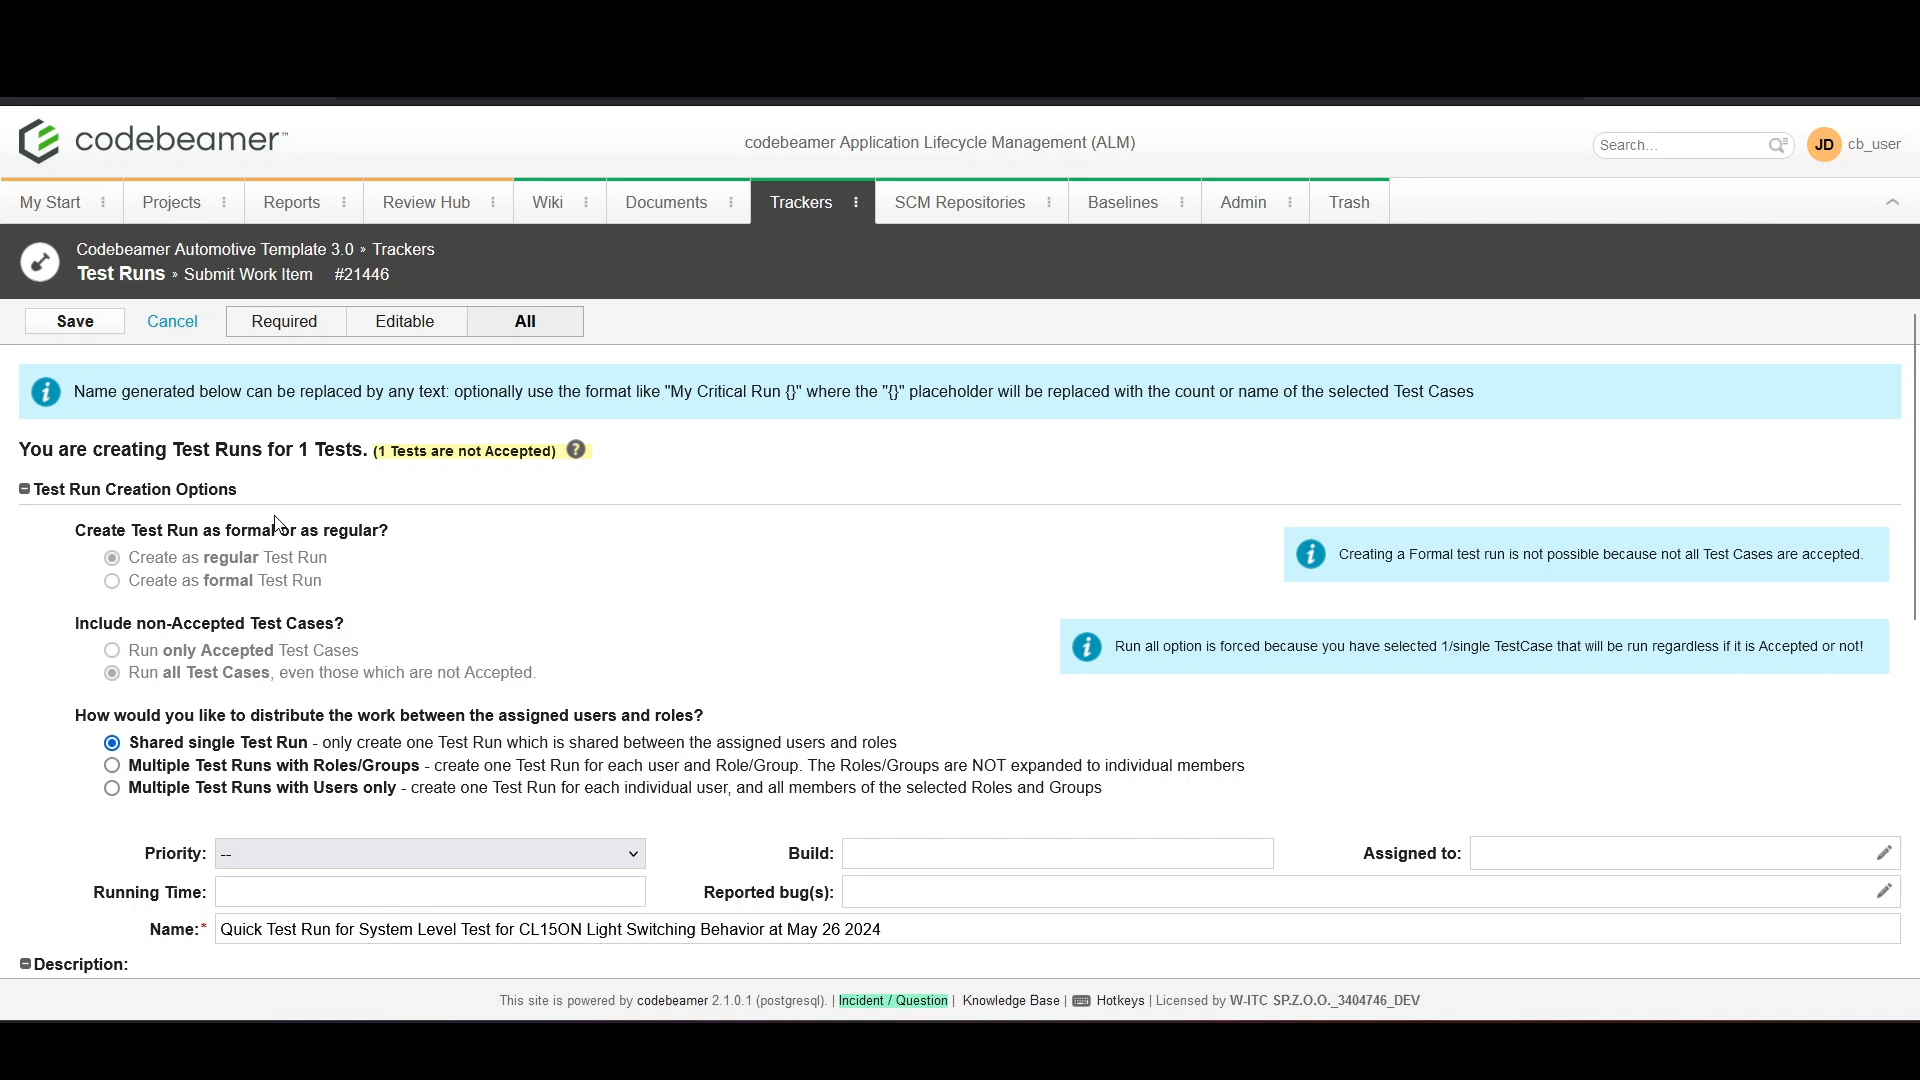 codebeamer™
codebeamer Application Lifecycle Management (ALM)
Search...
JD cb_user
My Start Projects Reports Review Hub Wiki Documents Trackers SCM Repositories Baselines Admin Trash
Codebeamer Automotive Template 3.0 » Trackers
Test Runs » Submit Work Item #21446
Save Cancel Required Editable All
Name generated below can be replaced by any text: optionally use the format like "My Critical Run {}" where the "{}" placeholder will be replaced with the count or name of the selected Test Cases
You are creating Test Runs for 1 Tests. (1 Tests are not Accepted) ?
Test Run Creation Options
Create Test Run as formal or as regular?
Create as regular Test Run
Create as formal Test Run
Creating a Formal test run is not possible because not all Test Cases are accepted.
Include non-Accepted Test Cases?
Run only Accepted Test Cases
Run all Test Cases, even those which are not Accepted.
Run all option is forced because you have selected 1/single TestCase that will be run regardless if it is Accepted or not!
How would you like to distribute the work between the assigned users and roles?
Shared single Test Run - only create one Test Run which is shared between the assigned users and roles
Multiple Test Runs with Roles/Groups - create one Test Run for each user and Role/Group. The Roles/Groups are NOT expanded to individual members
Multiple Test Runs with Users only - create one Test Run for each individual user, and all members of the selected Roles and Groups
Priority: -- Build: Assigned to:
Running Time: Reported bug(s):
Name:* Quick Test Run for System Level Test for CL15ON Light Switching Behavior at May 26 2024
Description:
This site is powered by codebeamer 2.1.0.1 (postgresql). | Incident / Question | Knowledge Base | Hotkeys | Licensed by W-ITC SP.Z.O.O._3404746_DEV